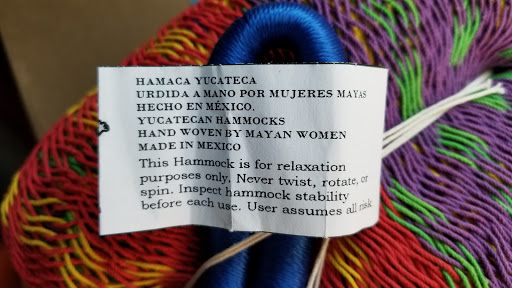 HAMACA YUCATECA
URDIDA A MANO POR MUJERES MAYAS
HECHO EN MÉXICO.
YUCATECAN HAMMOCKS
HAND WOVEN BY MAYAN WOMEN
MADE IN MEXICO
This Hammock is for relaxation
purposes only. Never twist, rotate, or
spin. Inspect hammock stability
before each use. User assumes all risk